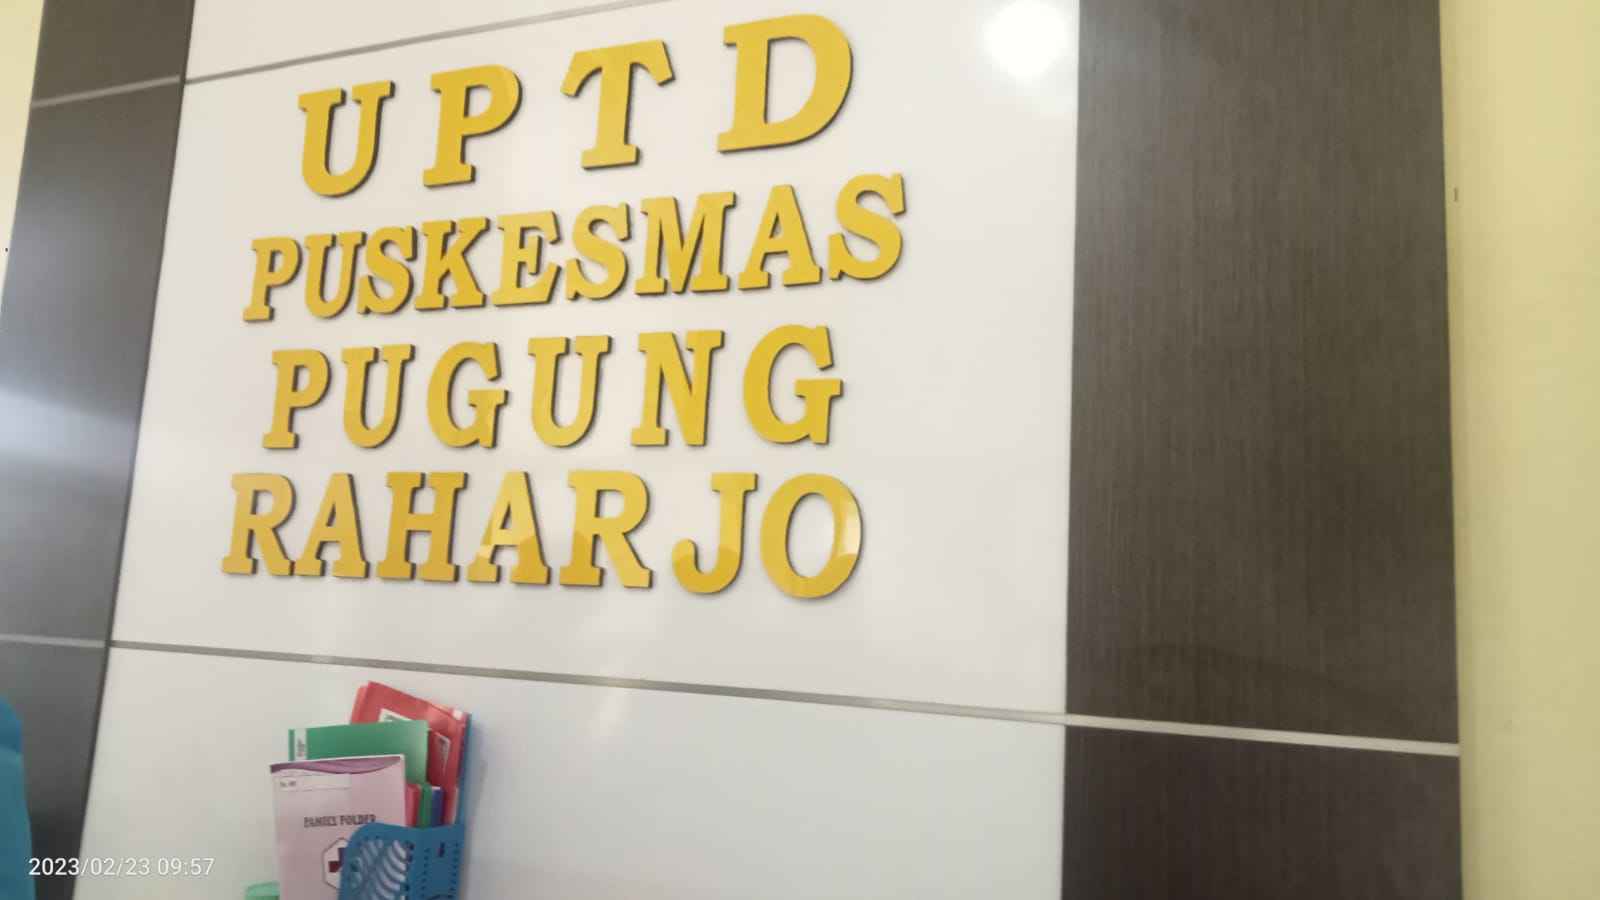 UPTD
PUSKESMAS
PUGUNG
RAHARJO
FAMILY FOLDER
2023/02/23 09:57